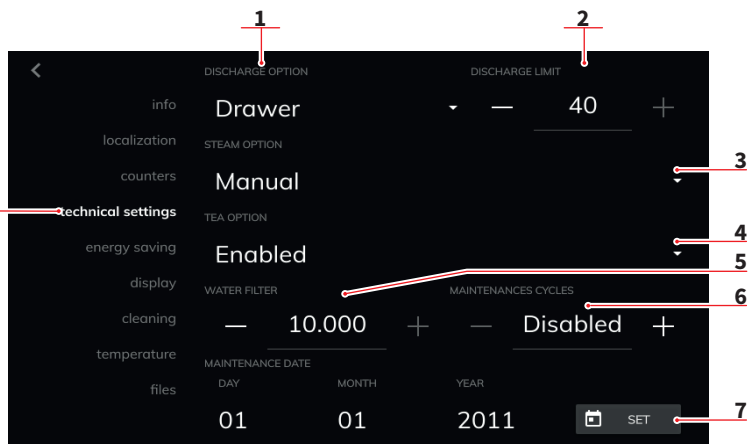 1 2
DISCHARGE OPTION DISCHARGE LIMIT
info Drawer 40
localization STEAM OPTION
3
counters Manual
technical settings TEA OPTION
4
energy saving Enabled
5
display WATER FILTER MAINTENANCES CYCLES
6
cleaning 10.000 Disabled
temperature MAINTENANCE DATE
files DAY MONTH YEAR
7
01 01 2011 SET